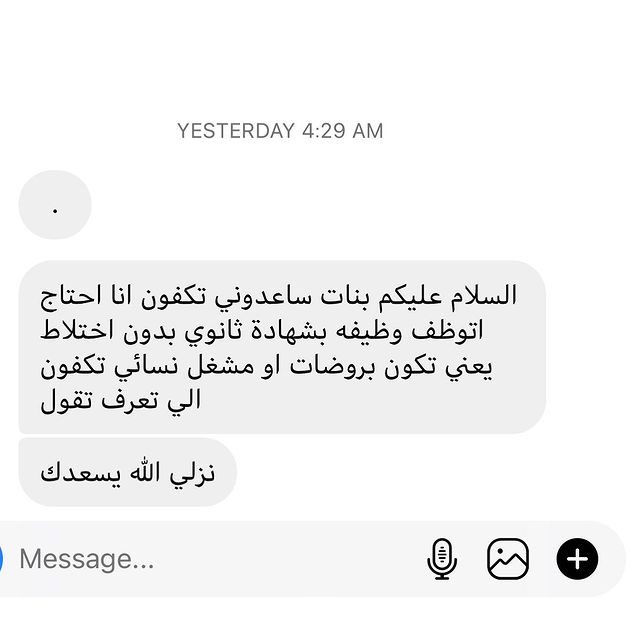 YESTERDAY 4:29 AM
.
السلام عليكم بنات ساعدوني تكفون انا احتاج
اتوظف وظيفه بشهادة ثانوي بدون اختلاط
يعني تكون بروضات او مشغل نسائي تكفون
الي تعرف تقول
نزلي الله يسعدك
Message...